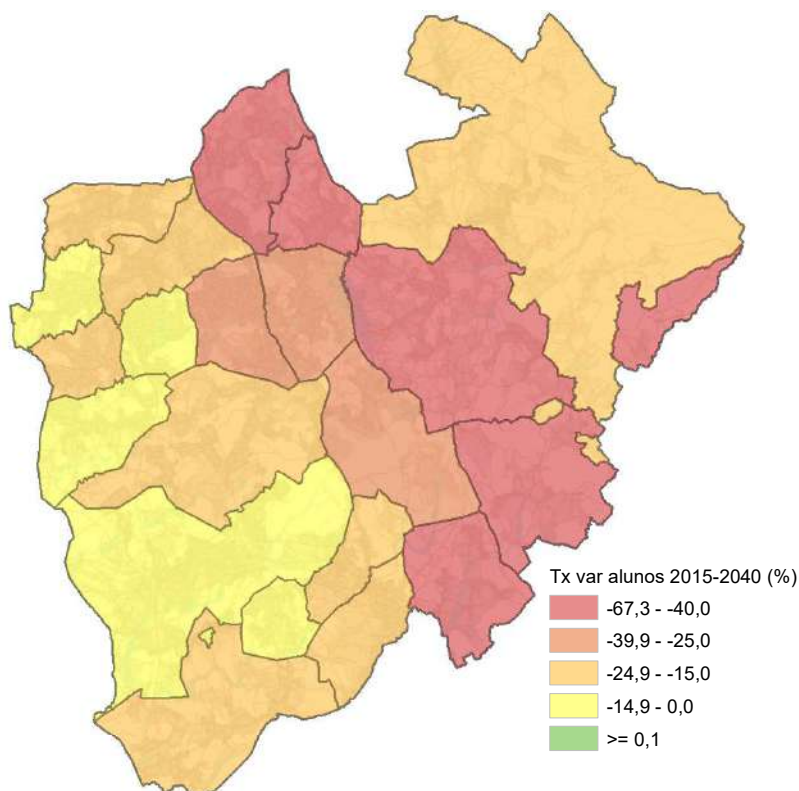 Tx var alunos 2015-2040 (%)
-67,3 - -40,0
-39,9 - -25,0
-24,9 - -15,0
-14,9 - 0,0
>= 0,1